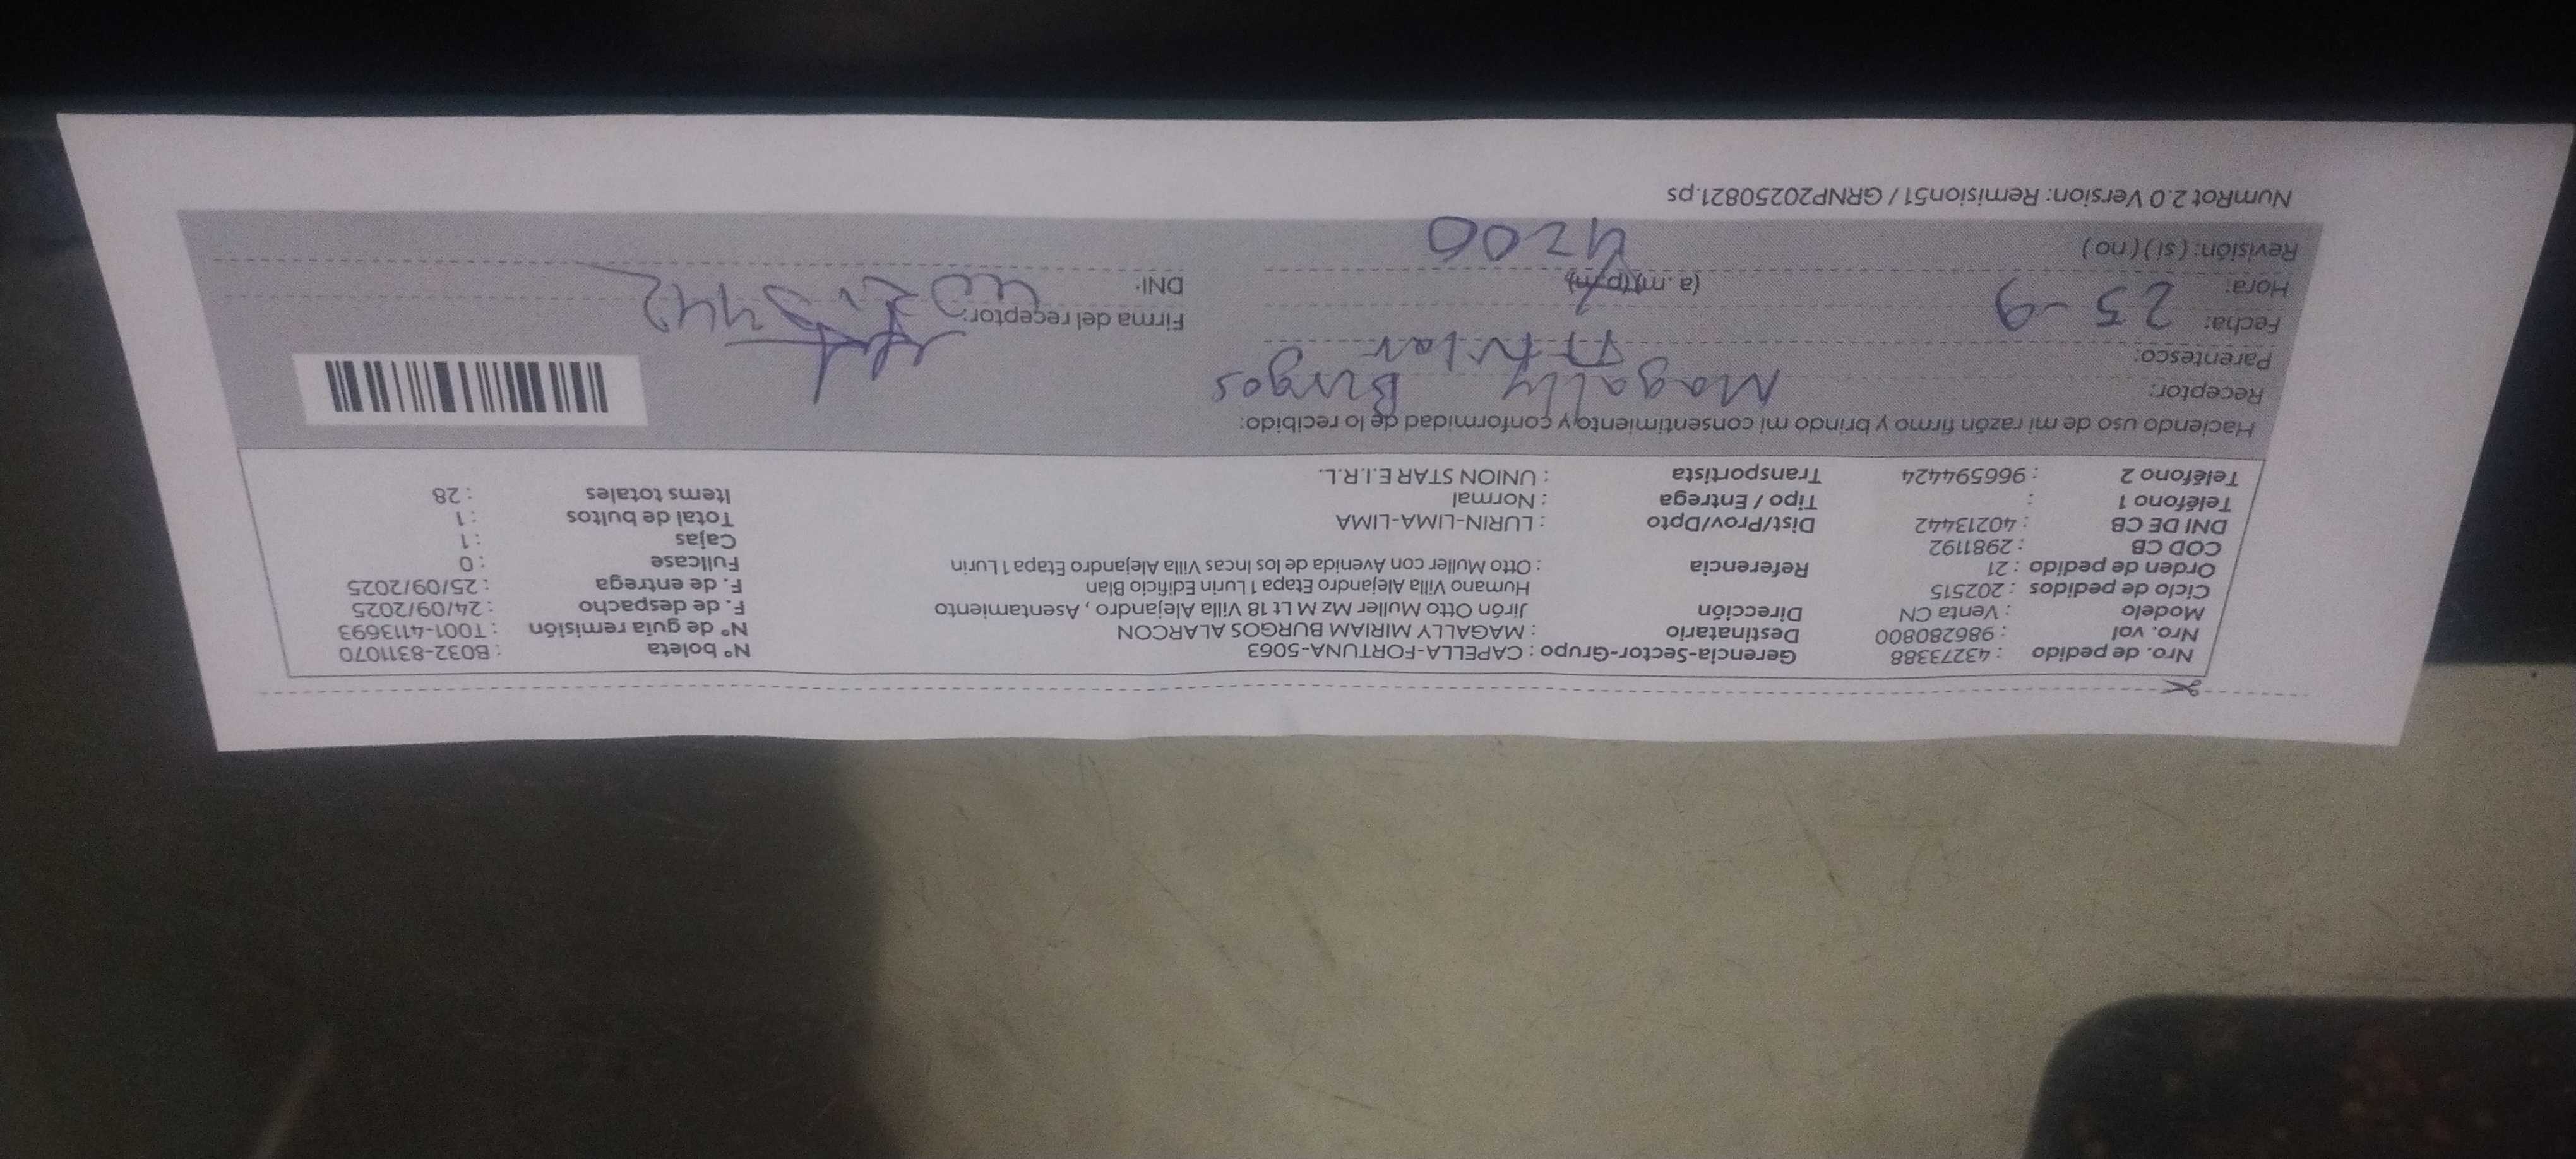 Nro. de pedido : 43273388 Gerencia-Sector-Grupo : CAPELLA-FORTUNA-5063 N° boleta : B032-8311070
Nro. vol : 986280800 Destinatario : MAGALLY MIRIAM BURGOS ALARCON N° de guia remisión : T001-4113693
Modelo : Venta CN Dirección Jirón Otto Muller Mz M Lt 18 Villa Alejandro , Asentamiento F. de despacho : 24/09/2025
Ciclo de pedidos : 202515 Humano Villa Alejandro Etapa 1 Lurin Edificio Blan F. de entrega : 25/09/2025
Orden de pedido : 21 Referencia : Otto Muller con Avenida de los Incas Villa Alejandro Etapa 1 Lurin Fullcase : 0
COD CB : 2981192 Cajas : 1
DNI DE CB : 40213442 Dist/Prov/Dpto : LURIN-LIMA-LIMA Total de bultos : 1
Teléfono 1 : Tipo / Entrega : Normal Items totales : 28
Teléfono 2 : 966594424 Transportista : UNION STAR E.I.R.L.
Haciendo uso de mi razón firmo y brindo mi consentimiento y conformidad de lo recibido:
Receptor: Magally Burgos
Parentesco:
Fecha: 25-9 Firma del receptor:
Hora: (a.m)(p.m) DNI:
Revisión: (si) (no) 4200
NumRot 2.0 Version: Remision51 / GRNP20250821.ps